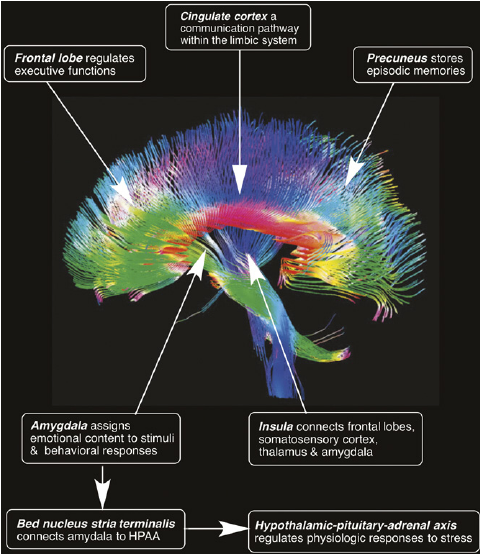 Cingulate cortex a
communication pathway
within the limbic system
Frontal lobe regulates
executive functions
Precuneus stores
episodic memories
Amygdala assigns
emotional content to stimuli
& behavioral responses
Insula connects frontal lobes,
somatosensory cortex,
thalamus & amygdala
Bed nucleus stria terminalis
connects amydala to HPAA
Hypothalamic-pituitary-adrenal axis
regulates physiologic responses to stress